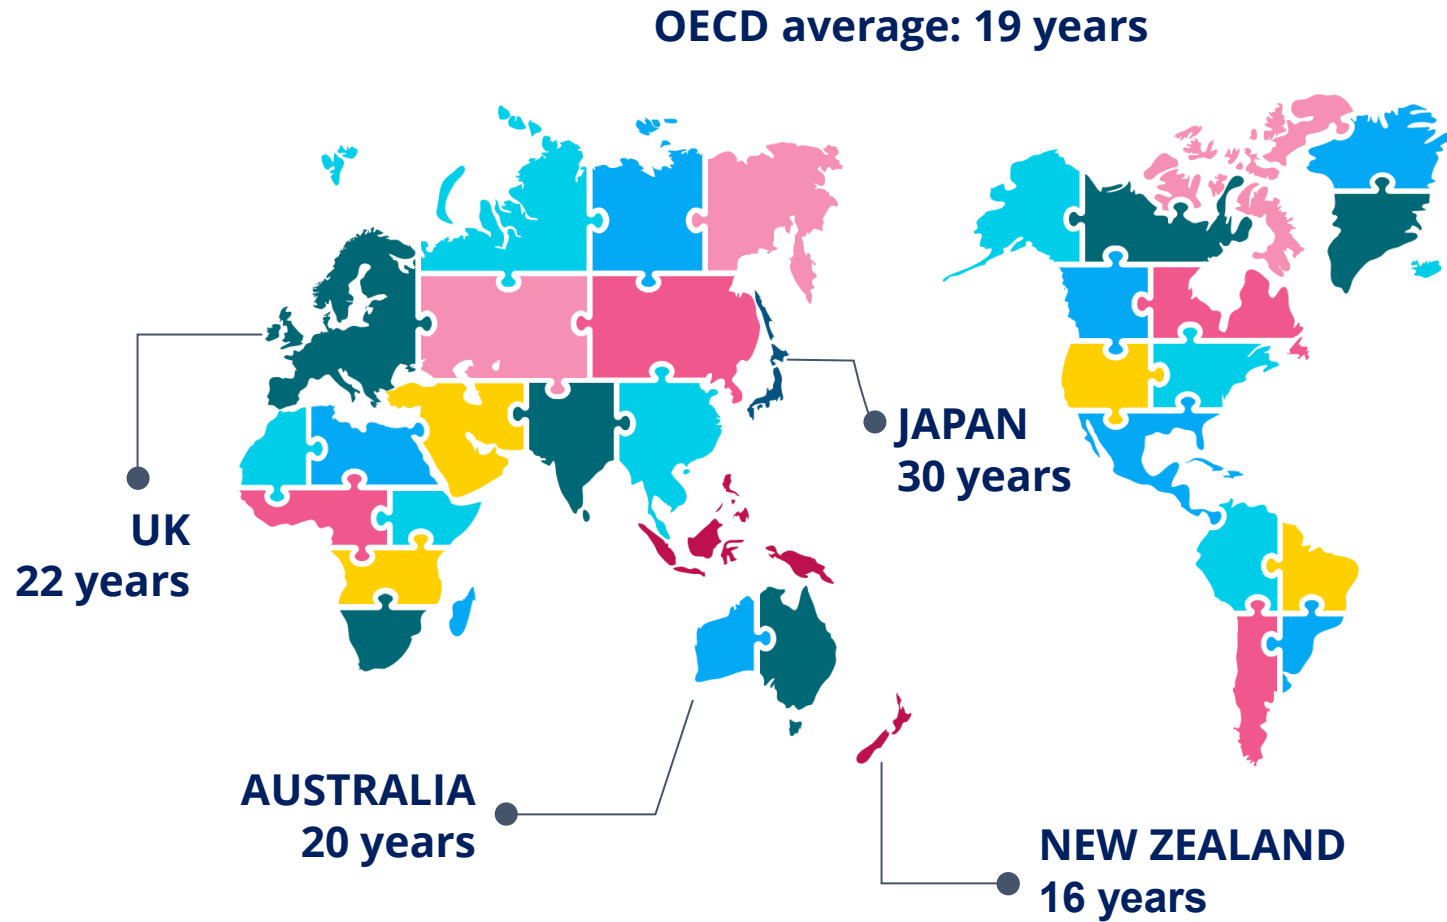 OECD average: 19 years
JAPAN
30 years
UK
22 years
AUSTRALIA
20 years
NEW ZEALAND
16 years